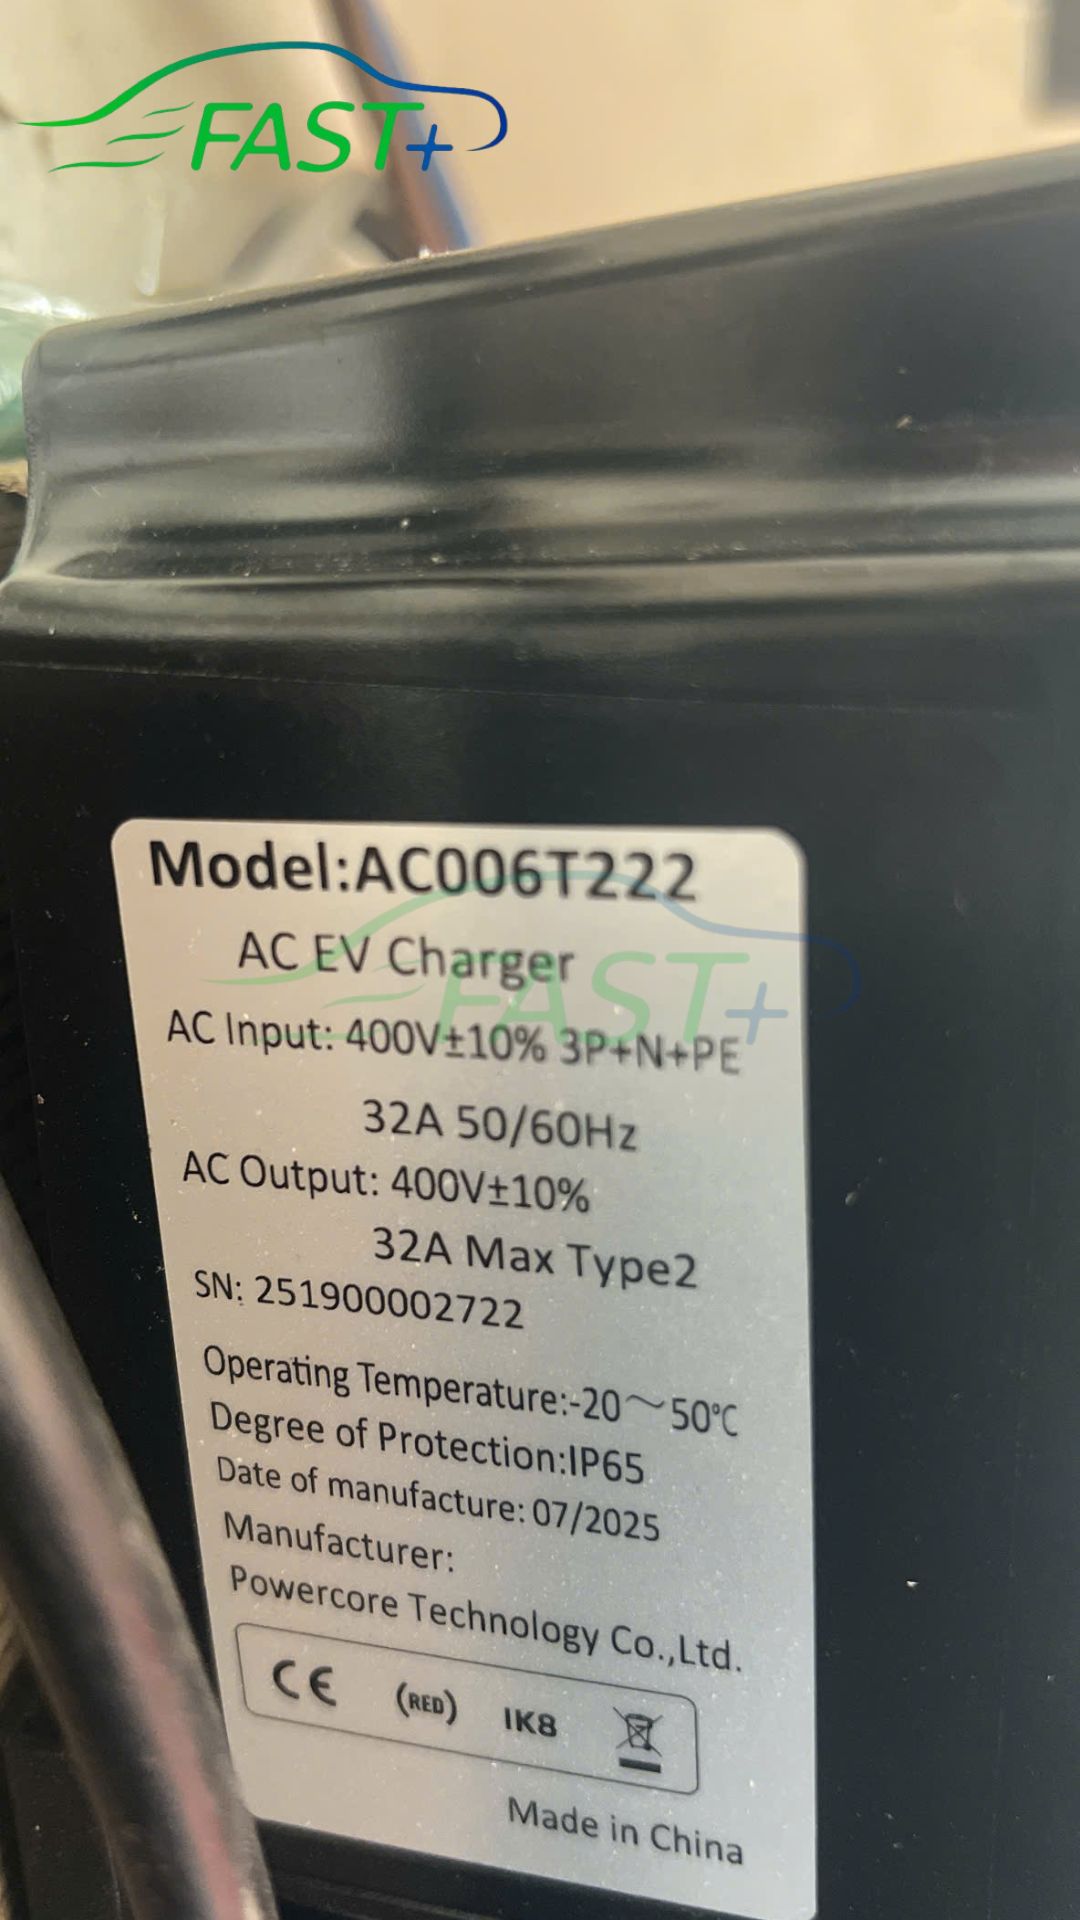 FAST+
Model:AC006T222
AC EV Charger
FAST+
AC Input: 400V±10% 3P+N+PE
32A 50/60Hz
AC Output: 400V±10%
32A Max Type2
SN: 251900002722
Operating Temperature:-20～50℃
Degree of Protection:IP65
Date of manufacture: 07/2025
Manufacturer:
Powercore Technology Co.,Ltd.
CE (RED) IK8
Made in China